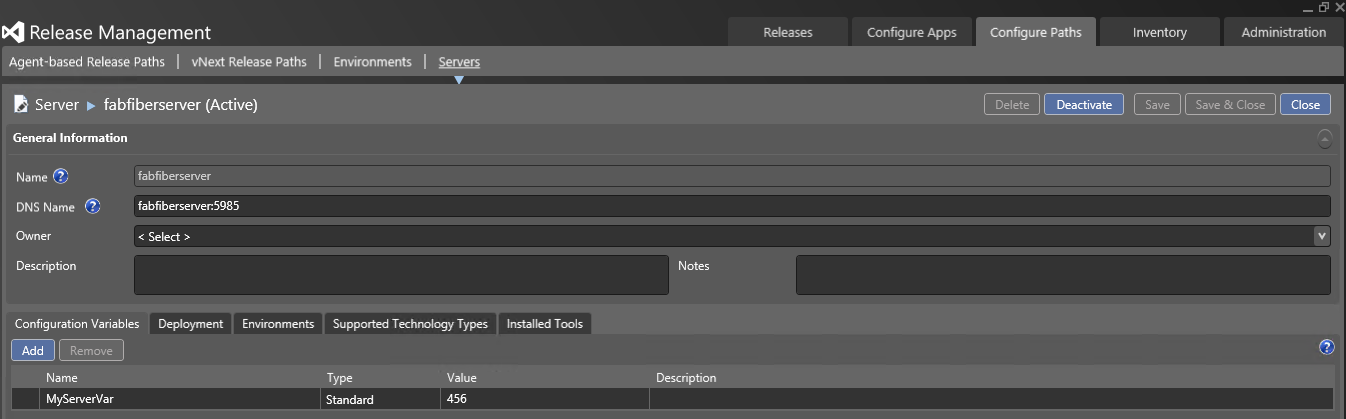 Release Management
Releases Configure Apps Configure Paths Inventory Administration
Agent-based Release Paths | vNext Release Paths | Environments | Servers
Server ▶ fabfiberserver (Active)
Delete Deactivate Save Save & Close Close
General Information
Name ? fabfiberserver
DNS Name ? fabfiberserver:5985
Owner < Select >
Description Notes
Configuration Variables Deployment Environments Supported Technology Types Installed Tools
Add Remove ?
Name Type Value Description
MyServerVar Standard 456